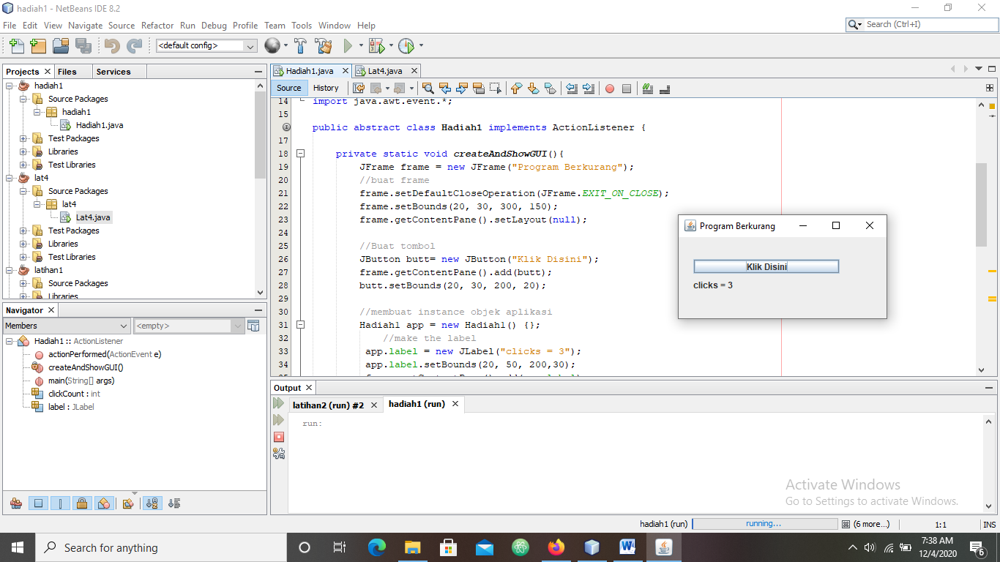 hadiah1 - NetBeans IDE 8.2
File Edit View Navigate Source Refactor Run Debug Profile Team Tools Window Help
Search (Ctrl+I)
<default config>
Projects Files Services
hadiah1
Source Packages
hadiah1
Hadiah1.java
Test Packages
Libraries
Test Libraries
lat4
Source Packages
lat4
Lat4.java
Test Packages
Libraries
Test Libraries
latihan1
Source Packages
Libraries
Navigator
Members <empty>
Hadiah1 :: ActionListener
actionPerformed(ActionEvent e)
createAndShowGUI()
main(String[] args)
clickCount : int
label : JLabel
Hadiah1.java Lat4.java
Source History
14 import java.awt.event.*;
15
public abstract class Hadiah1 implements ActionListener {
17
18 private static void createAndShowGUI(){
19 JFrame frame = new JFrame("Program Berkurang");
20 //buat frame
21 frame.setDefaultCloseOperation(JFrame.EXIT_ON_CLOSE);
22 frame.setBounds(20, 30, 300, 150);
23 frame.getContentPane().setLayout(null);
24
25 //Buat tombol
26 JButton butt= new JButton("Klik Disini");
27 frame.getContentPane().add(butt);
28 butt.setBounds(20, 30, 200, 20);
29
30 //membuat instance objek aplikasi
31 Hadiah1 app = new Hadiah1() {};
32 //make the label
33 app.label = new JLabel("clicks = 3");
34 app.label.setBounds(20, 50, 200,30);
Program Berkurang
Klik Disini
clicks = 3
Output
latihan2 (run) #2 hadiah1 (run)
run:
Activate Windows
Go to Settings to activate Windows.
hadiah1 (run) running... (6 more...) 1:1 INS
Search for anything
7:38 AM
12/4/2020
6